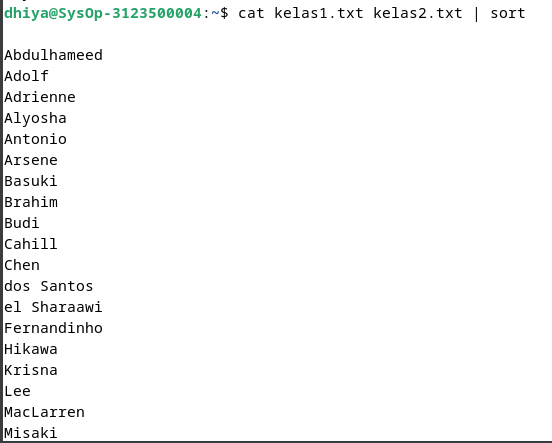 dhiya@SysOp-3123500004:~$ cat kelas1.txt kelas2.txt | sort
Abdulhameed
Adolf
Adrienne
Alyosha
Antonio
Arsene
Basuki
Brahim
Budi
Cahill
Chen
dos Santos
el Sharaawi
Fernandinho
Hikawa
Krisna
Lee
MacLarren
Misaki